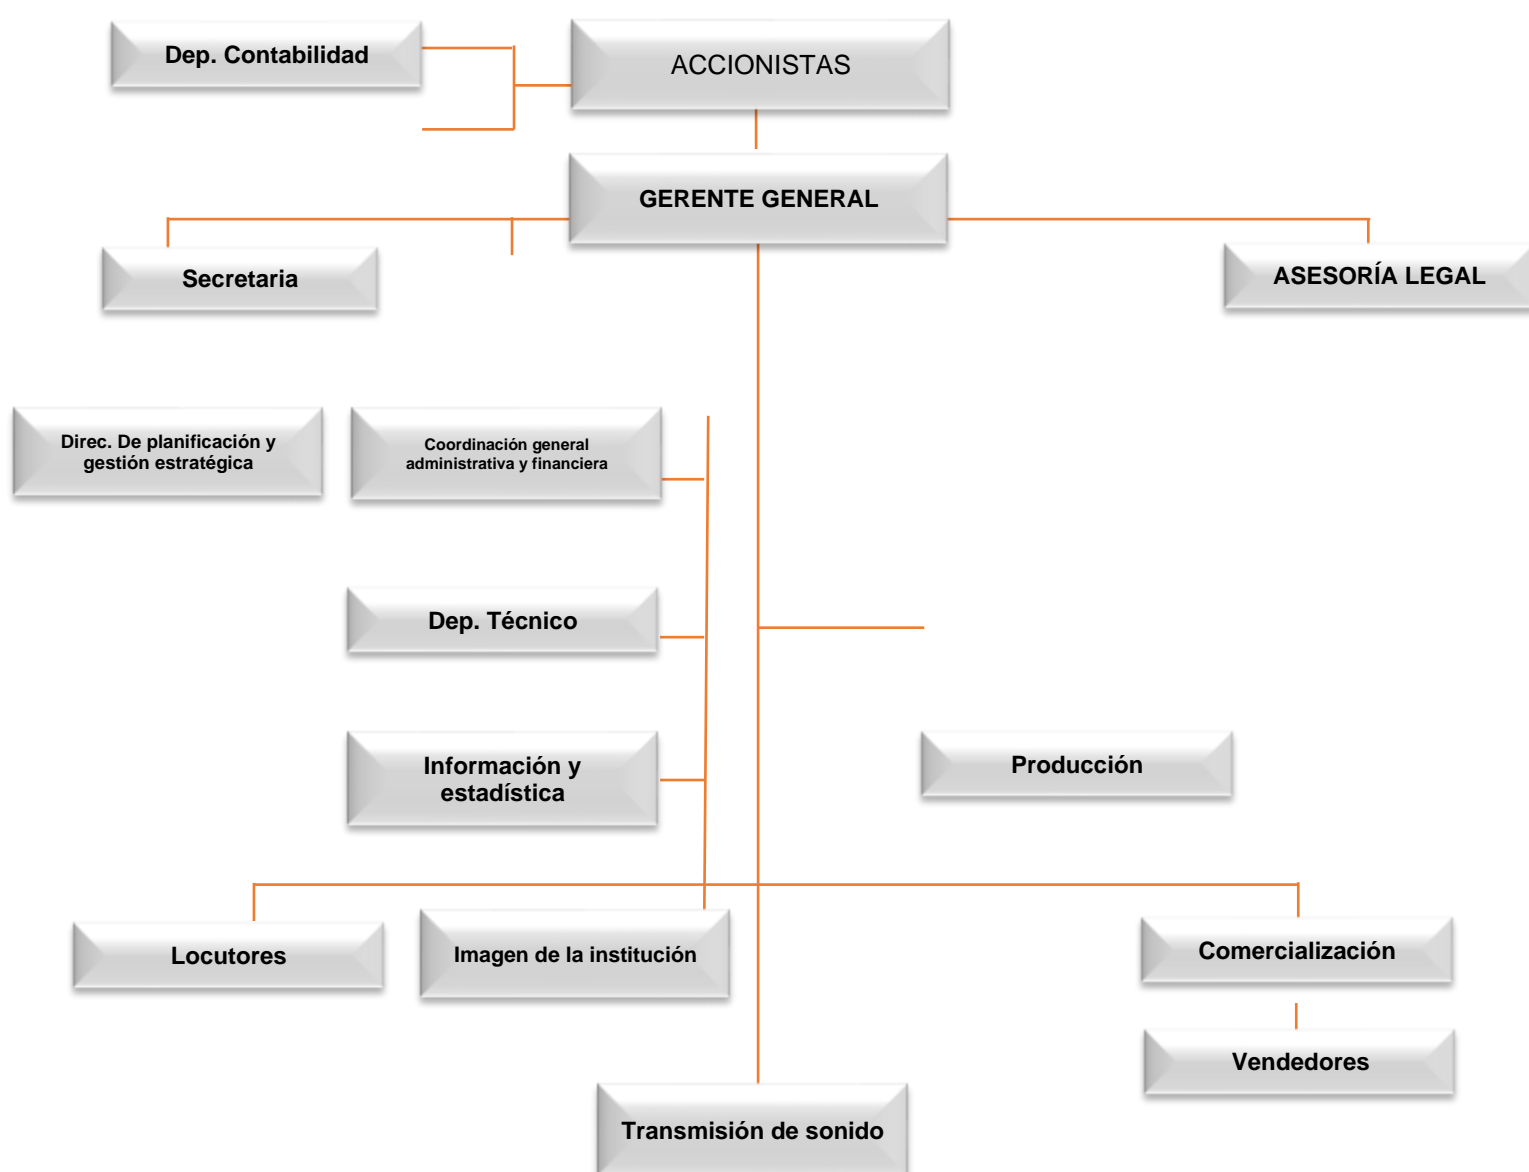 Dep. Contabilidad
ACCIONISTAS
GERENTE GENERAL
Secretaria
ASESORÍA LEGAL
Direc. De planificación y
gestión estratégica
Coordinación general
administrativa y financiera
Dep. Técnico
Información y
estadística
Producción
Locutores
Imagen de la institución
Comercialización
Vendedores
Transmisión de sonido